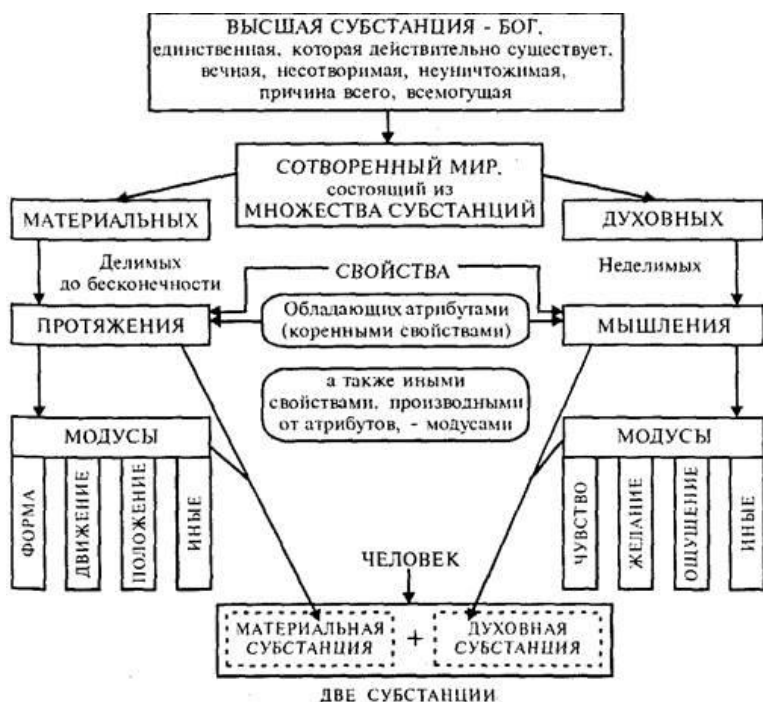 ВЫСШАЯ СУБСТАНЦИЯ - БОГ,
единственная, которая действительно существует,
вечная, несотворимая, неуничтожимая,
причина всего, всемогущая
СОТВОРЕННЫЙ МИР,
состоящий из
МНОЖЕСТВА СУБСТАНЦИЙ
МАТЕРИАЛЬНЫХ
ДУХОВНЫХ
Делимых
до бесконечности
СВОЙСТВА
Неделимых
ПРОТЯЖЕНИЯ
Обладающих атрибутами
(коренными свойствами)
МЫШЛЕНИЯ
а также иными
свойствами, производными
от атрибутов, - модусами
МОДУСЫ
МОДУСЫ
ФОРМА
ДВИЖЕНИЕ
ПОЛОЖЕНИЕ
ИНЫЕ
ЧУВСТВО
ЖЕЛАНИЕ
ОЩУЩЕНИЕ
ИНЫЕ
ЧЕЛОВЕК
МАТЕРИАЛЬНАЯ
СУБСТАНЦИЯ
+
ДУХОВНАЯ
СУБСТАНЦИЯ
ДВЕ СУБСТАНЦИИ